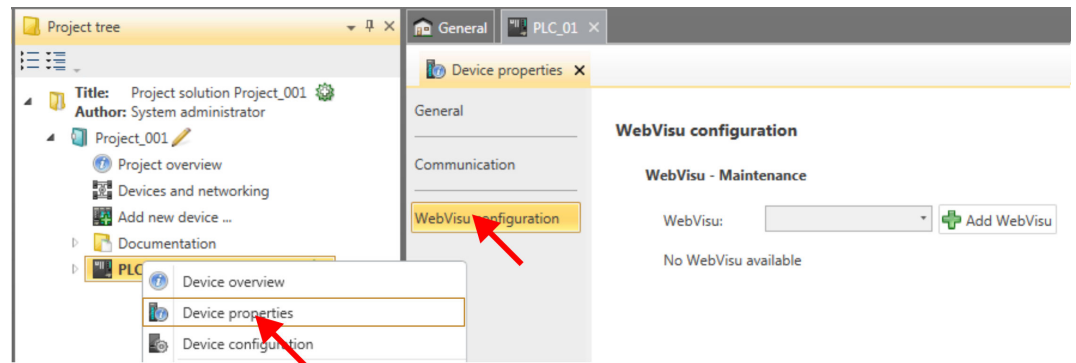 Project tree
Title: Project solution Project_001
Author: System administrator
Project_001
Project overview
Devices and networking
Add new device ...
Documentation
PLC
Device overview
Device properties
Device configuration
General
PLC_01
Device properties
General
Communication
WebVisu configuration
WebVisu configuration
WebVisu - Maintenance
WebVisu:
Add WebVisu
No WebVisu available